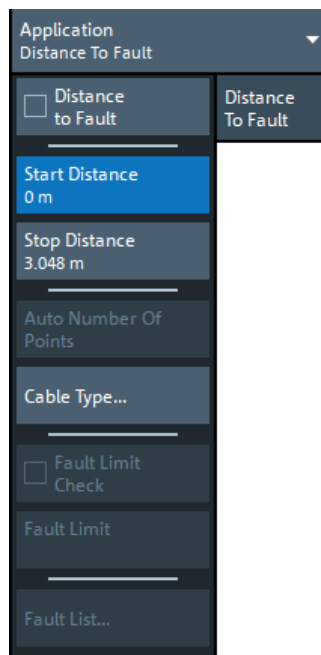 Application
Distance To Fault
Distance
to Fault
Distance
To Fault
Start Distance
0 m
Stop Distance
3.048 m
Auto Number Of
Points
Cable Type...
Fault Limit
Check
Fault Limit
Fault List...